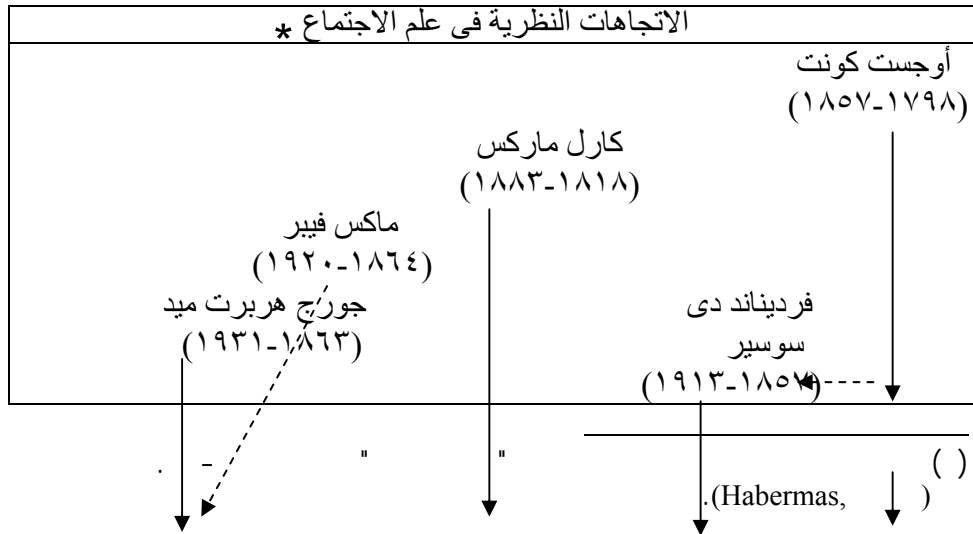 الاتجاهات النظرية فى علم الاجتماع *
أوجست كونت
(١٧٩٨-١٨٥٧)
كارل ماركس
(١٨١٨-١٨٨٣)
ماكس فيبر
(١٨٦٤-١٩٢٠)
جورج هربرت ميد
(١٨٦٣-١٩٣١)
فرديناند دى
سوسير
(١٨٥٧-١٩١٣)
( ) " " - .
( Habermas,).